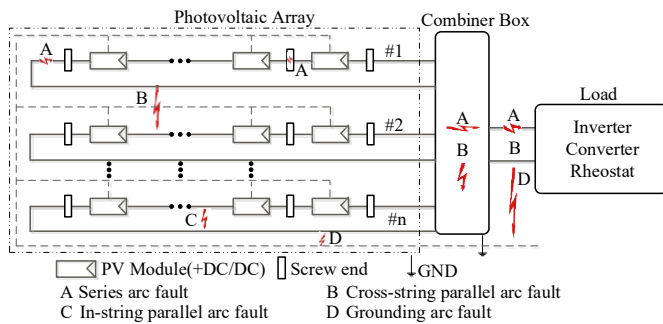 Photovoltaic Array
Combiner Box
A
#1
A
B
Load
#2
A
A
Inverter
B
B
Converter
Rheostat
D
C
#n
D
PV Module(+DC/DC)
Screw end
GND
A Series arc fault
B Cross-string parallel arc fault
C In-string parallel arc fault
D Grounding arc fault